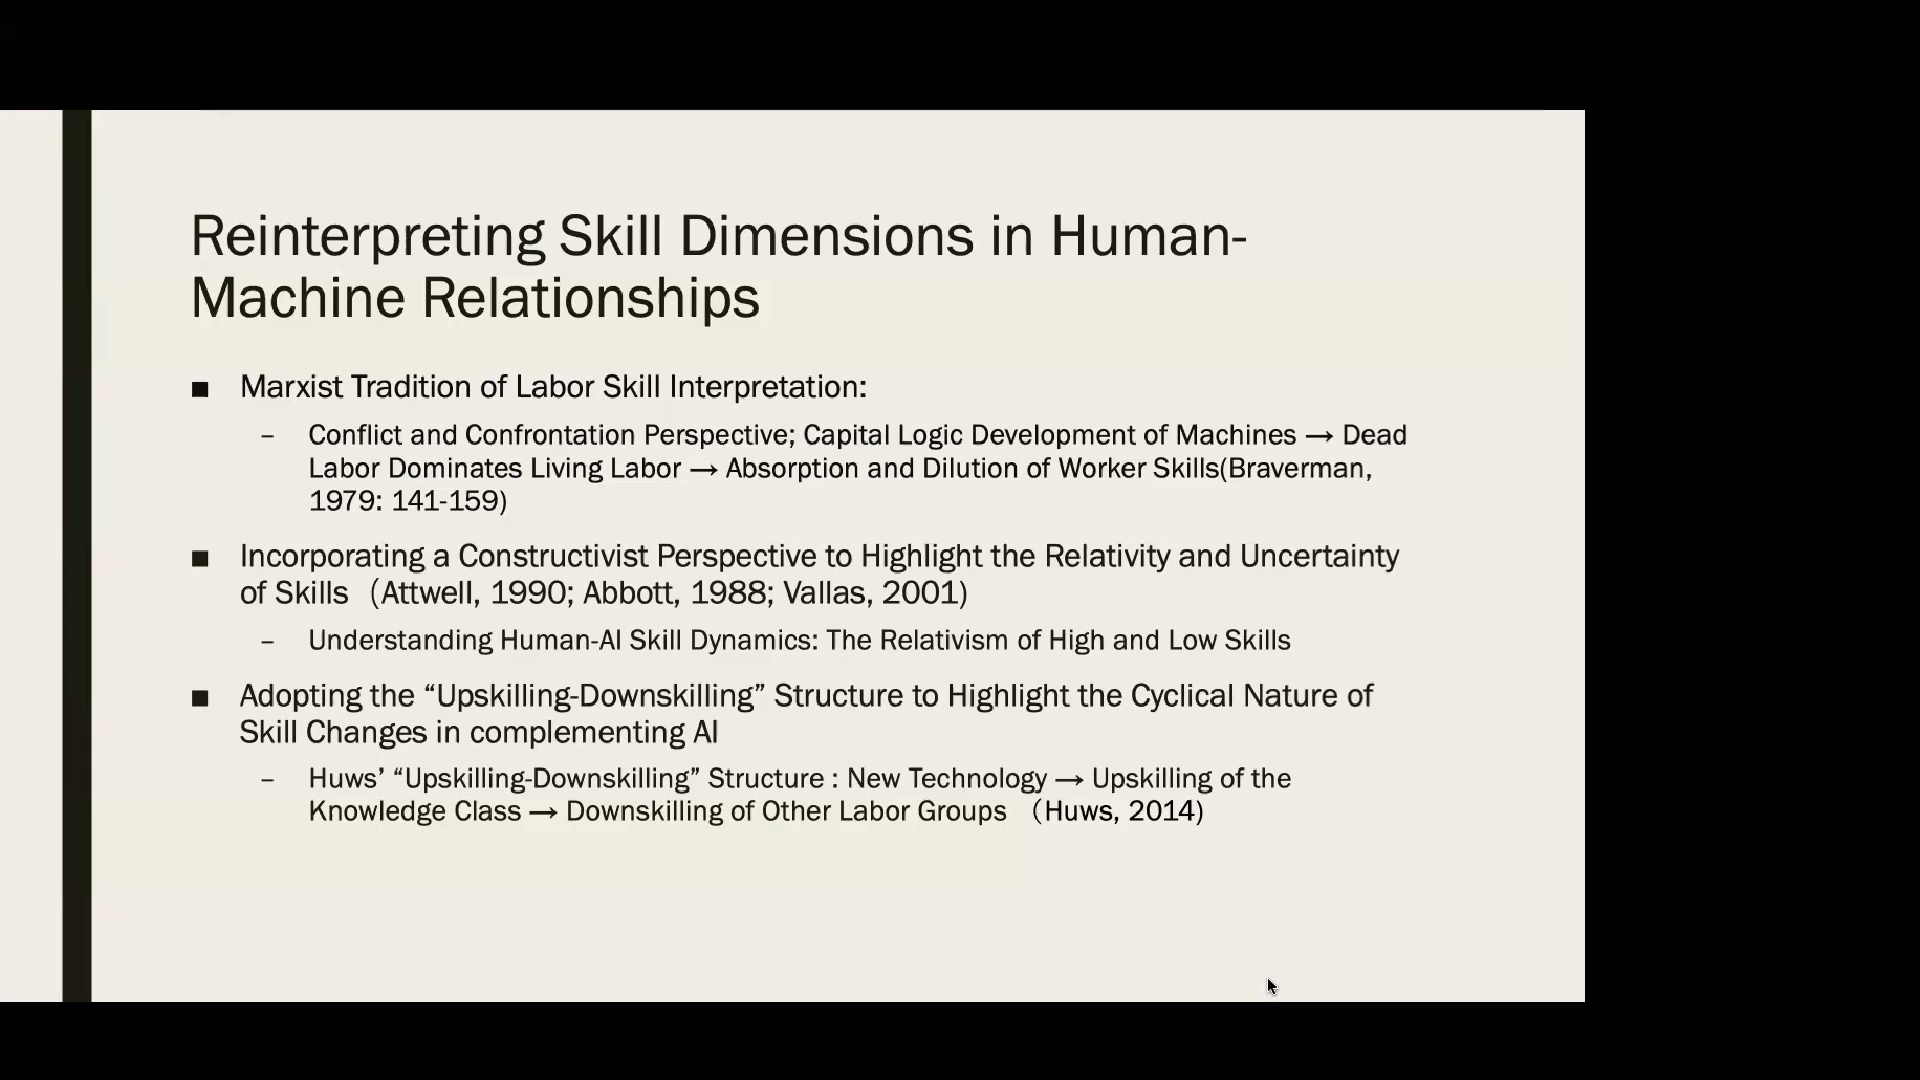 Reinterpreting Skill Dimensions in Human-
Machine Relationships
■ Marxist Tradition of Labor Skill Interpretation:
– Conflict and Confrontation Perspective; Capital Logic Development of Machines → Dead
Labor Dominates Living Labor → Absorption and Dilution of Worker Skills(Braverman,
1979: 141-159)
■ Incorporating a Constructivist Perspective to Highlight the Relativity and Uncertainty
of Skills （Attwell, 1990; Abbott, 1988; Vallas, 2001)
– Understanding Human-AI Skill Dynamics: The Relativism of High and Low Skills
■ Adopting the “Upskilling-Downskilling” Structure to Highlight the Cyclical Nature of
Skill Changes in complementing AI
– Huws’ “Upskilling-Downskilling” Structure : New Technology → Upskilling of the
Knowledge Class → Downskilling of Other Labor Groups （Huws, 2014)